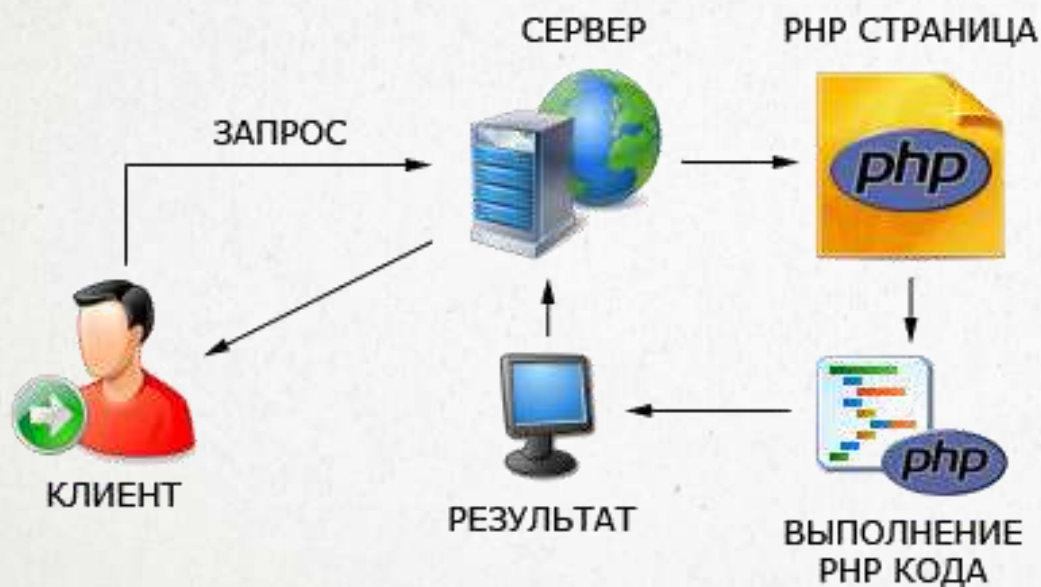 СЕРВЕР
PHP СТРАНИЦА
ЗАПРОС
php
КЛИЕНТ
РЕЗУЛЬТАТ
php
ВЫПОЛНЕНИЕ
PHP КОДА